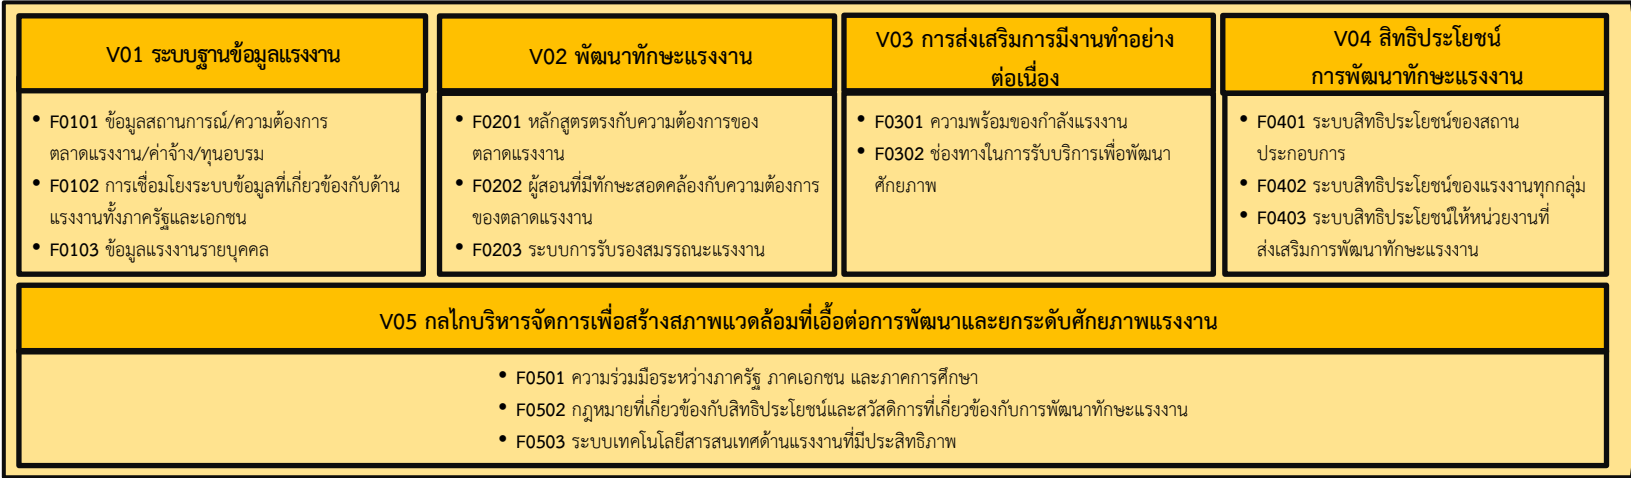 V01 ระบบฐานข้อมูลแรงงาน
• F0101 ข้อมูลสถานการณ์/ความต้องการ
ตลาดแรงงาน/ค่าจ้าง/ทุนอบรม
• F0102 การเชื่อมโยงระบบข้อมูลที่เกี่ยวข้องกับด้าน
แรงงานทั้งภาครัฐและเอกชน
• F0103 ข้อมูลแรงงานรายบุคคล
V02 พัฒนาทักษะแรงงาน
• F0201 หลักสูตรตรงกับความต้องการของ
ตลาดแรงงาน
• F0202 ผู้สอนที่มีทักษะสอดคล้องกับความต้องการ
ของตลาดแรงงาน
• F0203 ระบบการรับรองสมรรถนะแรงงาน
V03 การส่งเสริมการมีงานทำอย่าง
ต่อเนื่อง
• F0301 ความพร้อมของกำลังแรงงาน
• F0302 ช่องทางในการรับบริการเพื่อพัฒนา
ศักยภาพ
V04 สิทธิประโยชน์
การพัฒนาทักษะแรงงาน
• F0401 ระบบสิทธิประโยชน์ของสถาน
ประกอบการ
• F0402 ระบบสิทธิประโยชน์ของแรงงานทุกกลุ่ม
• F0403 ระบบสิทธิประโยชน์ให้หน่วยงานที่
ส่งเสริมการพัฒนาทักษะแรงงาน
V05 กลไกบริหารจัดการเพื่อสร้างสภาพแวดล้อมที่เอื้อต่อการพัฒนาและยกระดับศักยภาพแรงงาน
• F0501 ความร่วมมือระหว่างภาครัฐ ภาคเอกชน และภาคการศึกษา
• F0502 กฎหมายที่เกี่ยวข้องกับสิทธิประโยชน์และสวัสดิการที่เกี่ยวข้องกับการพัฒนาทักษะแรงงาน
• F0503 ระบบเทคโนโลยีสารสนเทศด้านแรงงานที่มีประสิทธิภาพ